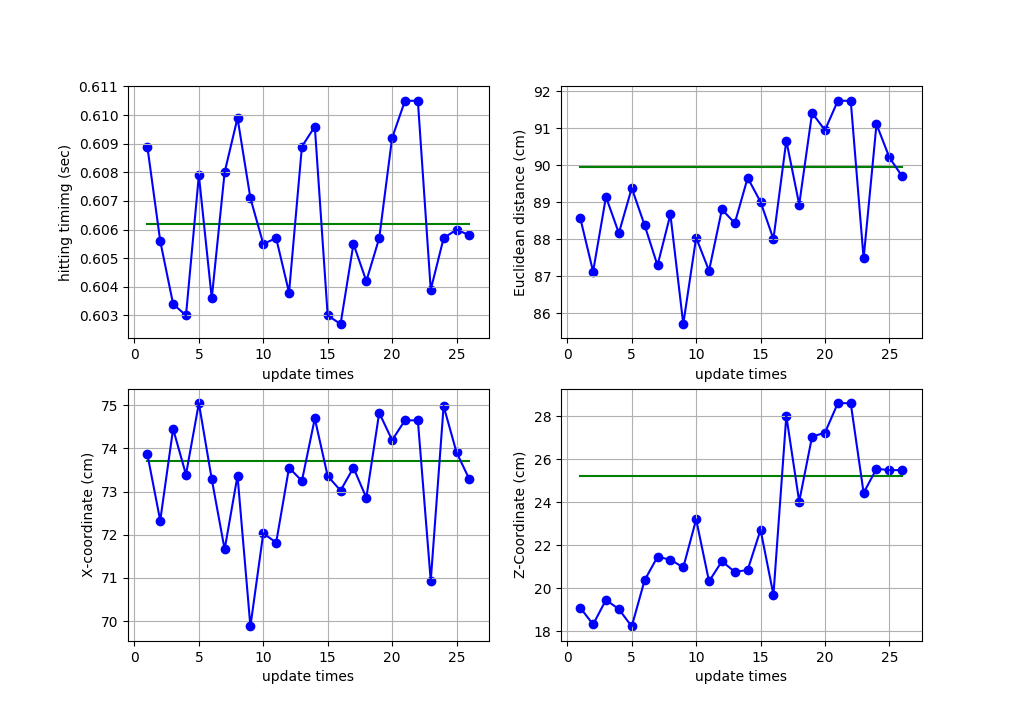 0.611
0.610
0.609
0.608
0.607
0.606
0.605
0.604
0.603
hitting timimg (sec)
0 5 10 15 20 25
update times
92
91
90
89
88
87
86
Euclidean distance (cm)
0 5 10 15 20 25
update times
75
74
73
72
71
70
X-coordinate (cm)
0 5 10 15 20 25
update times
28
26
24
22
20
18
Z-Coordinate (cm)
0 5 10 15 20 25
update times